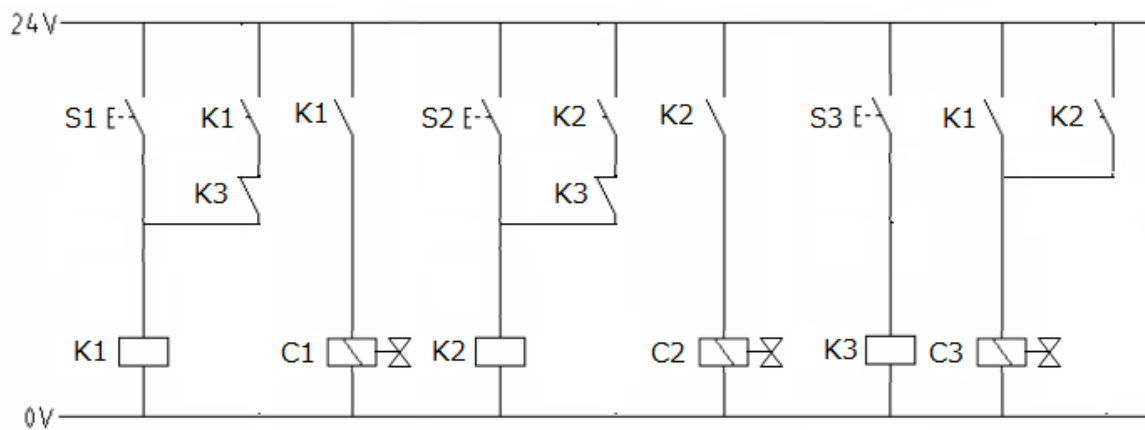 24V
S1 K1 K1 S2 K2 K2 S3 K1 K2
K3 K3
K1 C1 K2 C2 K3 C3
0V